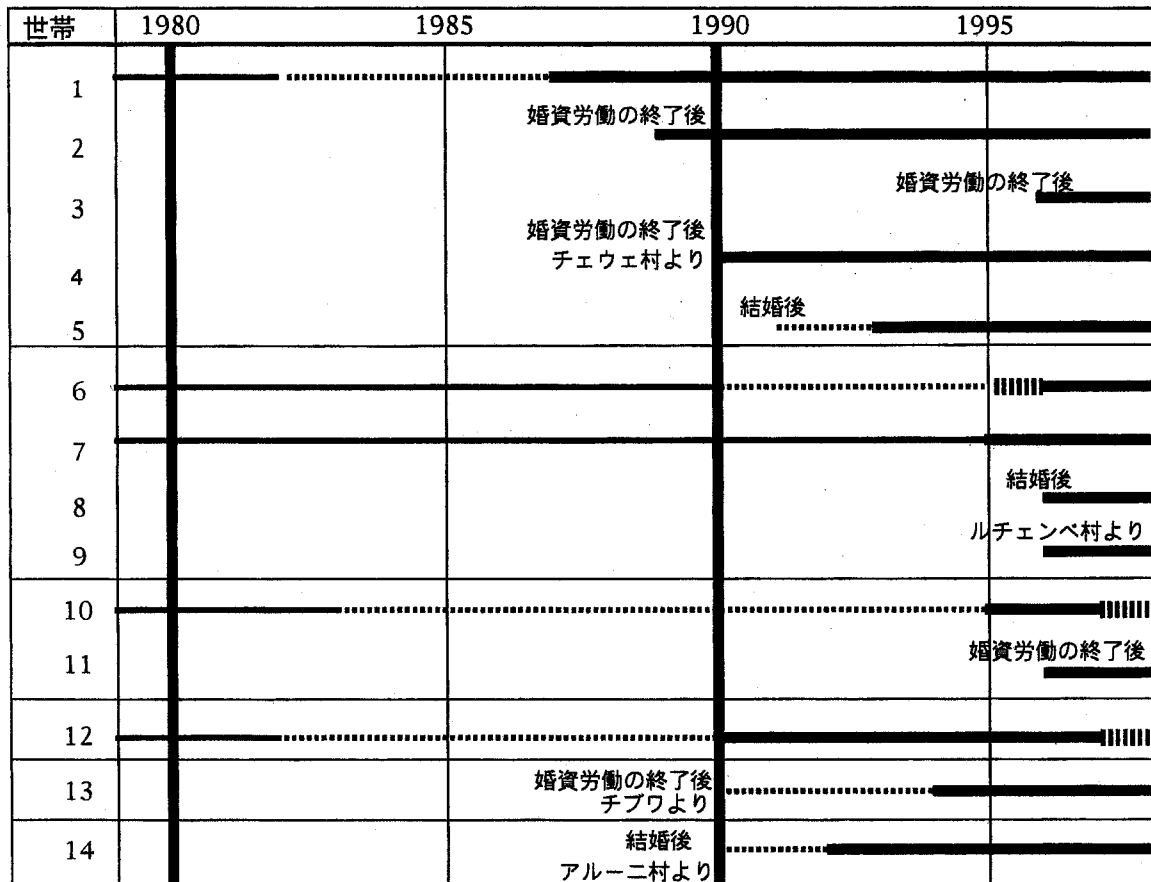 世帯 1980 1985 1990 1995
1
婚資労働の終了後
2
婚資労働の終了後
3
婚資労働の終了後
チェウェ村より
4
結婚後
5
6
7
結婚後
8
ルチェンベ村より
9
10
婚資労働の終了後
11
12
婚資労働の終了後
13
チブワより
結婚後
14
アルーニ村より